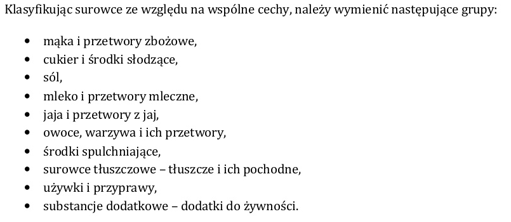 Klasyfikując surowce ze względu na wspólne cechy, należy wymienić następujące grupy:
• mąka i przetwory zbożowe,
• cukier i środki słodzące,
• sól,
• mleko i przetwory mleczne,
• jaja i przetwory z jaj,
• owoce, warzywa i ich przetwory,
• środki spulchniające,
• surowce tłuszczowe – tłuszcze i ich pochodne,
• używki i przyprawy,
• substancje dodatkowe – dodatki do żywności.